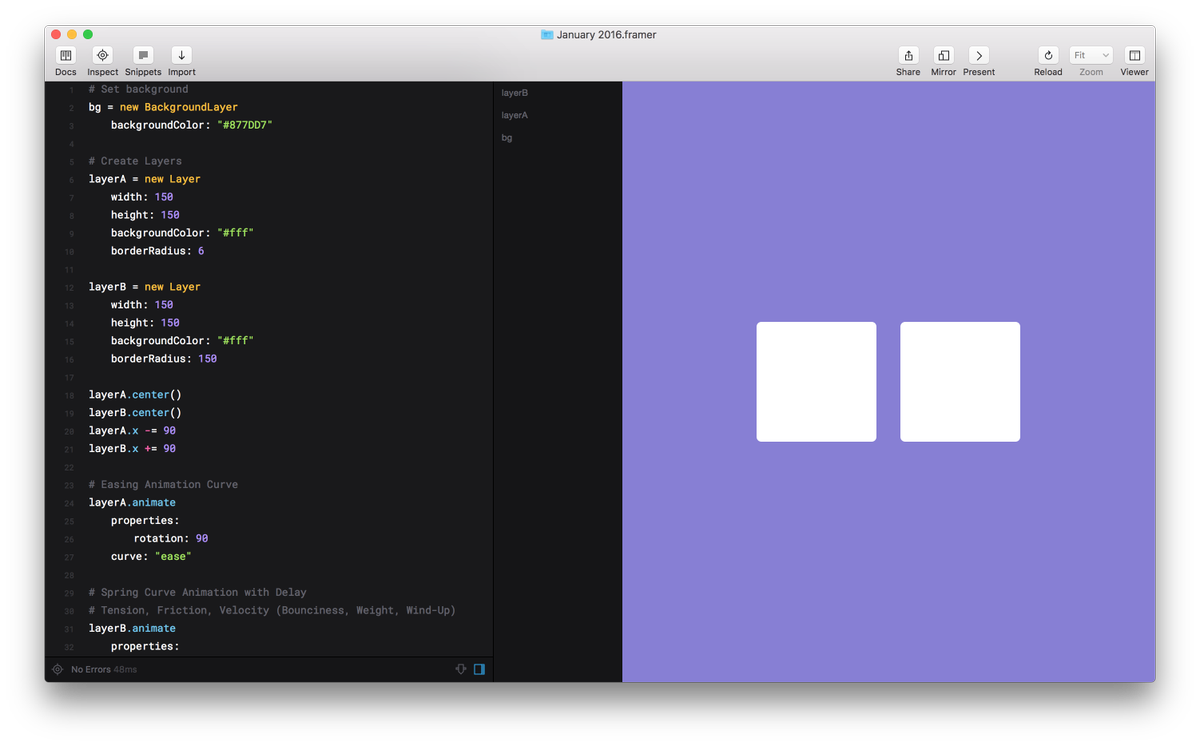 January 2016.framer
Docs Inspect Snippets Import Share Mirror Present Reload Fit Zoom Viewer
1 # Set background
2 bg = new BackgroundLayer
3 backgroundColor: "#877DD7"
4
5 # Create Layers
6 layerA = new Layer
7 width: 150
8 height: 150
9 backgroundColor: "#fff"
10 borderRadius: 6
11
12 layerB = new Layer
13 width: 150
14 height: 150
15 backgroundColor: "#fff"
16 borderRadius: 150
17
18 layerA.center()
19 layerB.center()
20 layerA.x -= 90
21 layerB.x += 90
22
23 # Easing Animation Curve
24 layerA.animate
25 properties:
26 rotation: 90
27 curve: "ease"
28
29 # Spring Curve Animation with Delay
30 # Tension, Friction, Velocity (Bounciness, Weight, Wind-Up)
31 layerB.animate
32 properties:
No Errors 48ms
layerB
layerA
bg